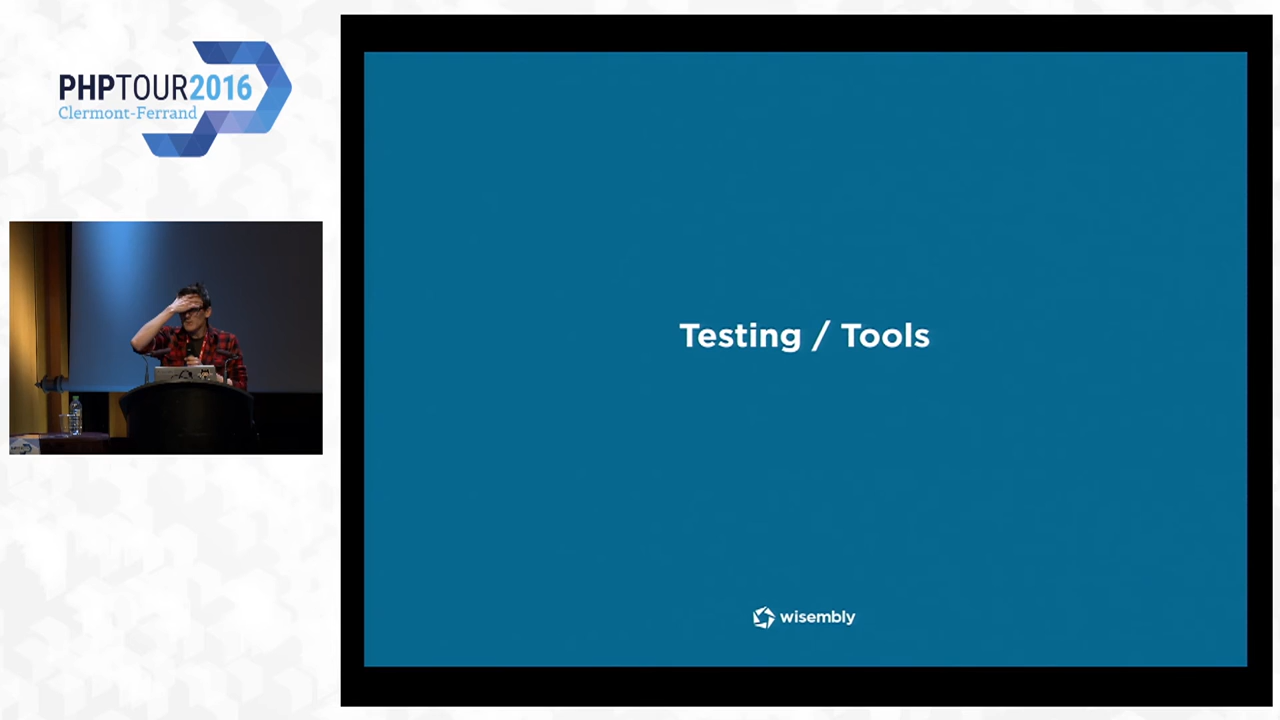 PHPTOUR2016
Clermont-Ferrand
Testing / Tools
wisembly